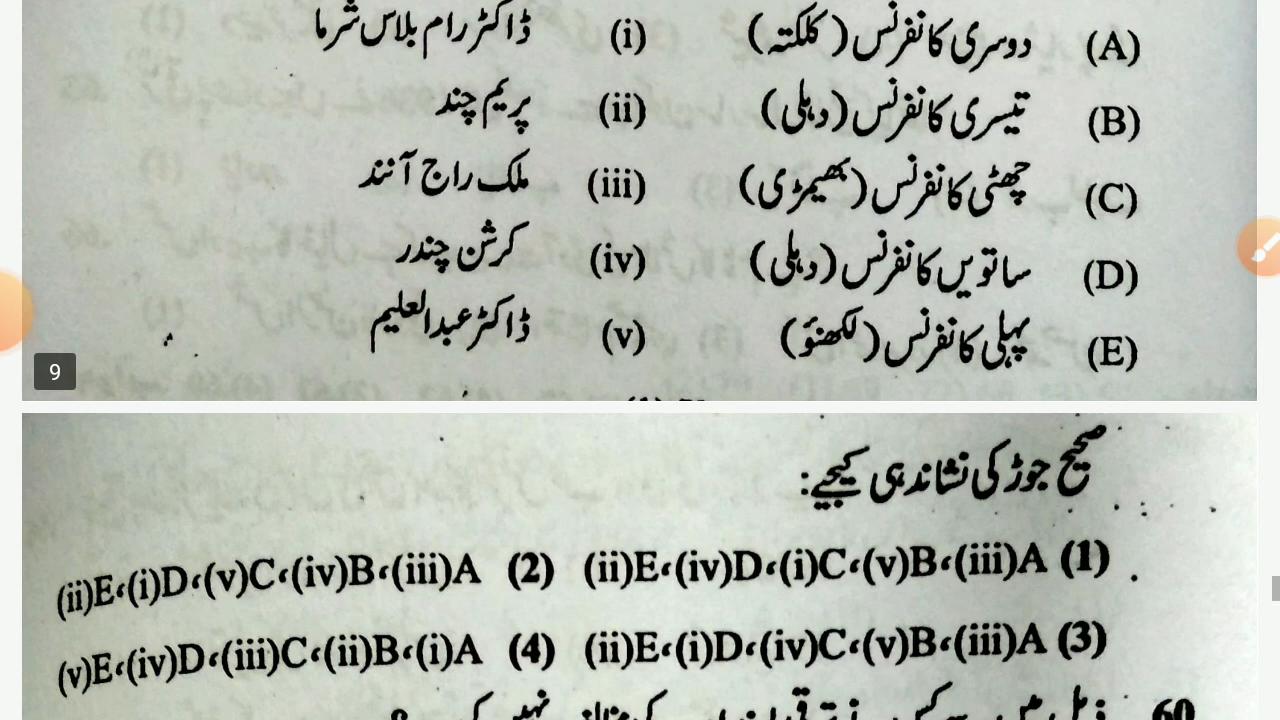 (A) دوسری کانفرنس (کلکتہ) (i) ڈاکٹر رام بلاس شرما
(B) تیسری کانفرنس (دہلی) (ii) پریم چند
(C) چھٹی کانفرنس (بھیمڑی) (iii) ملک راج آنند
(D) ساتویں کانفرنس (دہلی) (iv) کرشن چندر
(E) پہلی کانفرنس (لکھنؤ) (v) ڈاکٹر عبدالعلیم
9
صحیح جوڑ کی نشاندہی کیجیے:
(1) A(iii)، B(v)، C(i)، D(iv)، E(ii) (2) A(iii)، B(iv)، C(v)، D(i)، E(ii)
(3) A(iii)، B(v)، C(iv)، D(i)، E(ii) (4) A(i)، B(ii)، C(iii)، D(iv)، E(v)
60